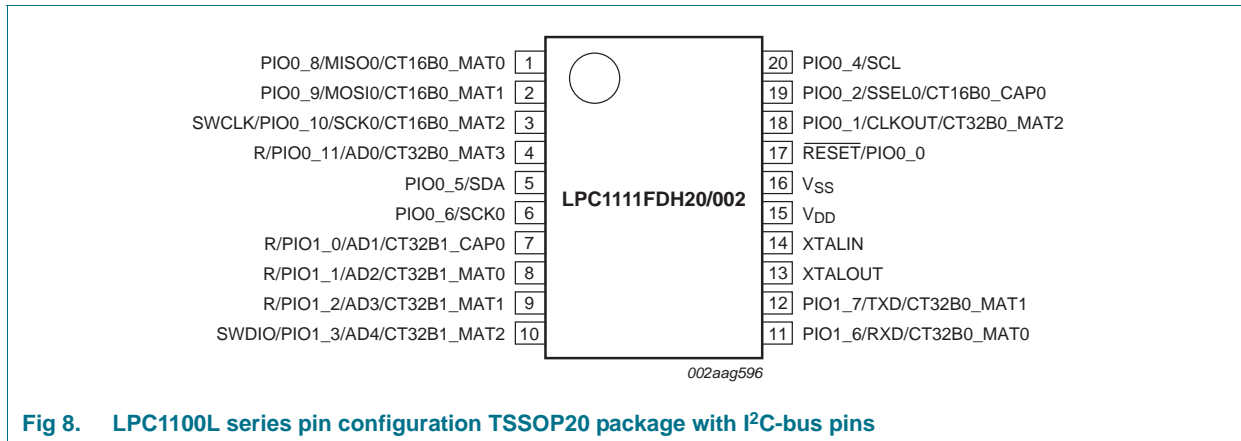 PIO0_8/MISO0/CT16B0_MAT0 1
PIO0_9/MOSI0/CT16B0_MAT1 2
SWCLK/PIO0_10/SCK0/CT16B0_MAT2 3
R/PIO0_11/AD0/CT32B0_MAT3 4
PIO0_5/SDA 5
PIO0_6/SCK0 6
R/PIO1_0/AD1/CT32B1_CAP0 7
R/PIO1_1/AD2/CT32B1_MAT0 8
R/PIO1_2/AD3/CT32B1_MAT1 9
SWDIO/PIO1_3/AD4/CT32B1_MAT2 10
LPC1111FDH20/002
20 PIO0_4/SCL
19 PIO0_2/SSEL0/CT16B0_CAP0
18 PIO0_1/CLKOUT/CT32B0_MAT2
17 RESET/PIO0_0
16 VSS
15 VDD
14 XTALIN
13 XTALOUT
12 PIO1_7/TXD/CT32B0_MAT1
11 PIO1_6/RXD/CT32B0_MAT0
002aag596
Fig 8. LPC1100L series pin configuration TSSOP20 package with I2C-bus pins